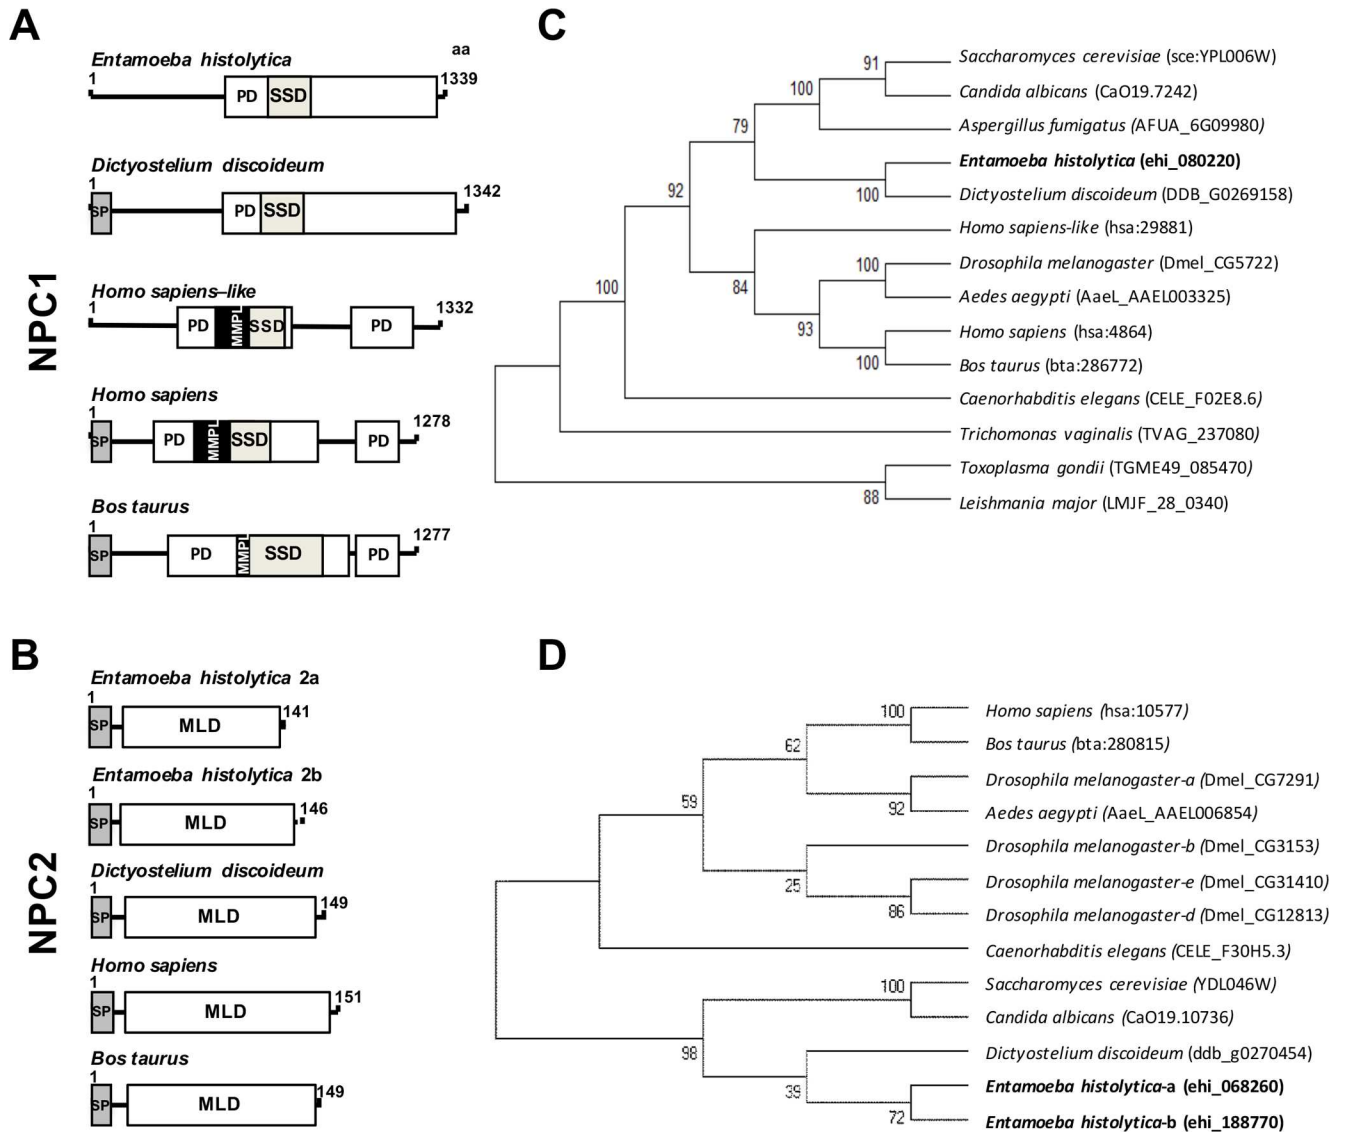 A
aa
Entamoeba histolytica
1
1339
PD
SSD
Dictyostelium discoideum
1
1342
SP
PD
SSD
Homo sapiens–like
1
1332
PD
MMPL
SSD
PD
Homo sapiens
1
1278
SP
PD
MMPL
SSD
PD
Bos taurus
1
1277
SP
PD
MMPL
SSD
PD
NPC1
B
Entamoeba histolytica 2a
1
141
SP
MLD
Entamoeba histolytica 2b
1
146
SP
MLD
Dictyostelium discoideum
1
149
SP
MLD
Homo sapiens
1
151
SP
MLD
Bos taurus
1
149
SP
MLD
NPC2
C
Saccharomyces cerevisiae (sce:YPL006W)
Candida albicans (CaO19.7242)
Aspergillus fumigatus (AFUA_6G09980)
Entamoeba histolytica (ehi_080220)
Dictyostelium discoideum (DDB_G0269158)
Homo sapiens-like (hsa:29881)
Drosophila melanogaster (Dmel_CG5722)
Aedes aegypti (AaeL_AAEL003325)
Homo sapiens (hsa:4864)
Bos taurus (bta:286772)
Caenorhabditis elegans (CELE_F02E8.6)
Trichomonas vaginalis (TVAG_237080)
Toxoplasma gondii (TGME49_085470)
Leishmania major (LMJF_28_0340)
91
100
79
92
100
100
100
84
93
100
88
D
Homo sapiens (hsa:10577)
Bos taurus (bta:280815)
Drosophila melanogaster-a (Dmel_CG7291)
Aedes aegypti (AaeL_AAEL006854)
Drosophila melanogaster-b (Dmel_CG3153)
Drosophila melanogaster-e (Dmel_CG31410)
Drosophila melanogaster-d (Dmel_CG12813)
Caenorhabditis elegans (CELE_F30H5.3)
Saccharomyces cerevisiae (YDL046W)
Candida albicans (CaO19.10736)
Dictyostelium discoideum (ddb_g0270454)
Entamoeba histolytica-a (ehi_068260)
Entamoeba histolytica-b (ehi_188770)
100
62
59
92
25
86
100
98
39
72